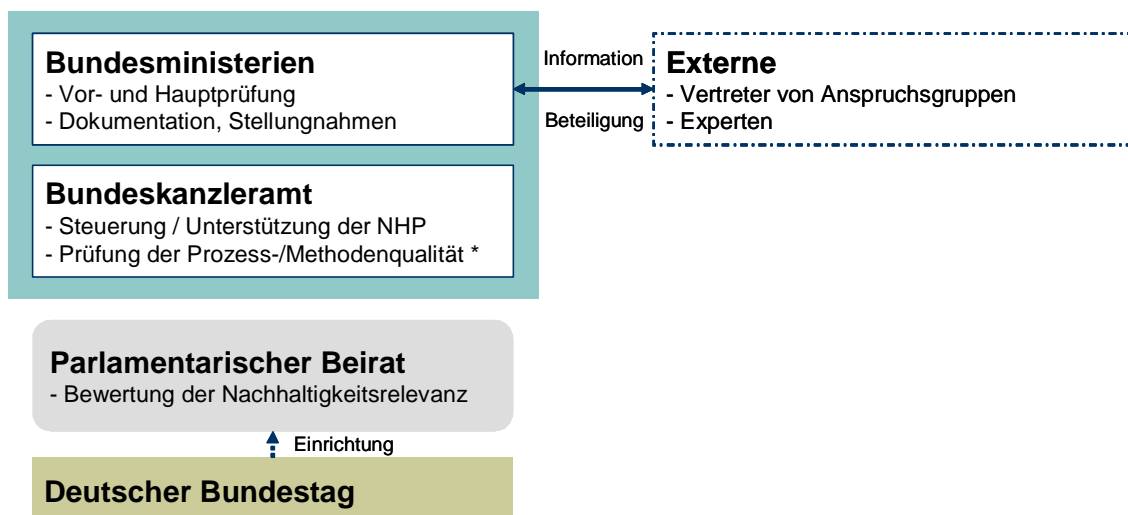 Bundesministerien
- Vor- und Hauptprüfung
- Dokumentation, Stellungnahmen
Information
Beteiligung
Externe
- Vertreter von Anspruchsgruppen
- Experten
Bundeskanzleramt
- Steuerung / Unterstützung der NHP
- Prüfung der Prozess-/Methodenqualität *
Parlamentarischer Beirat
- Bewertung der Nachhaltigkeitsrelevanz
Einrichtung
Deutscher Bundestag